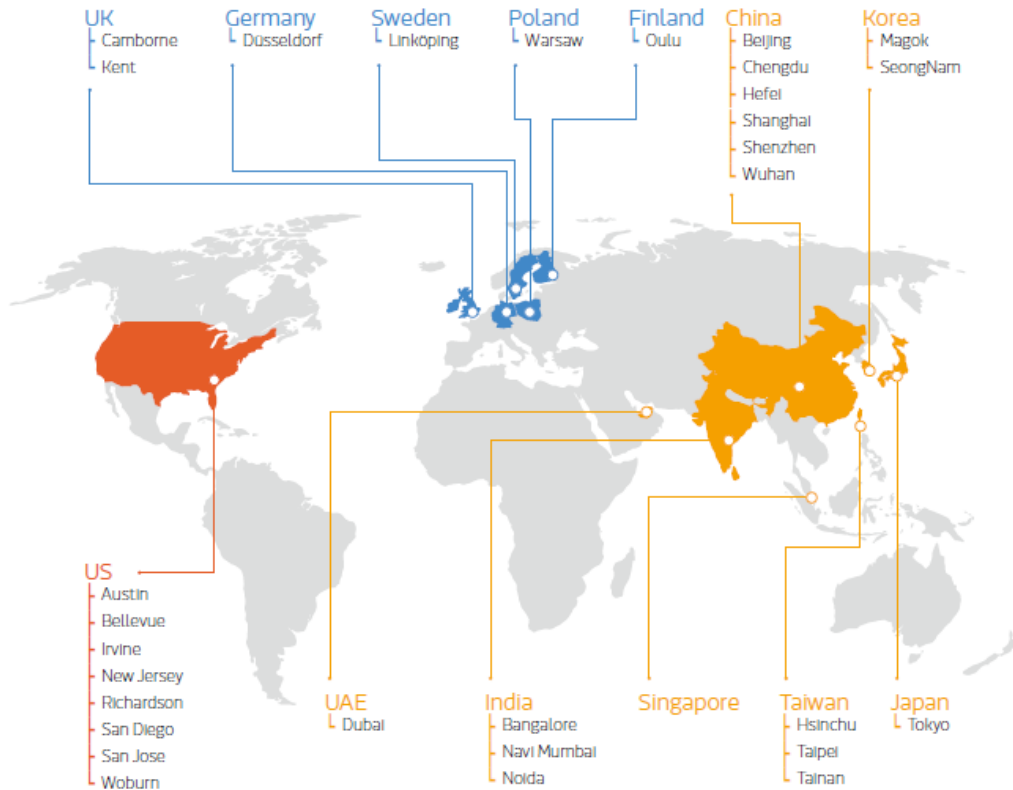 UK
Camborne
Kent
Germany
Düsseldorf
Sweden
Linköping
Poland
Warsaw
Finland
Oulu
China
Beijing
Chengdu
Hefei
Shanghai
Shenzhen
Wuhan
Korea
Magok
SeongNam
US
Austin
Bellevue
Irvine
New Jersey
Richardson
San Diego
San Jose
Woburn
UAE
Dubai
India
Bangalore
Navi Mumbai
Noida
Singapore
Taiwan
Hsinchu
Taipei
Tainan
Japan
Tokyo